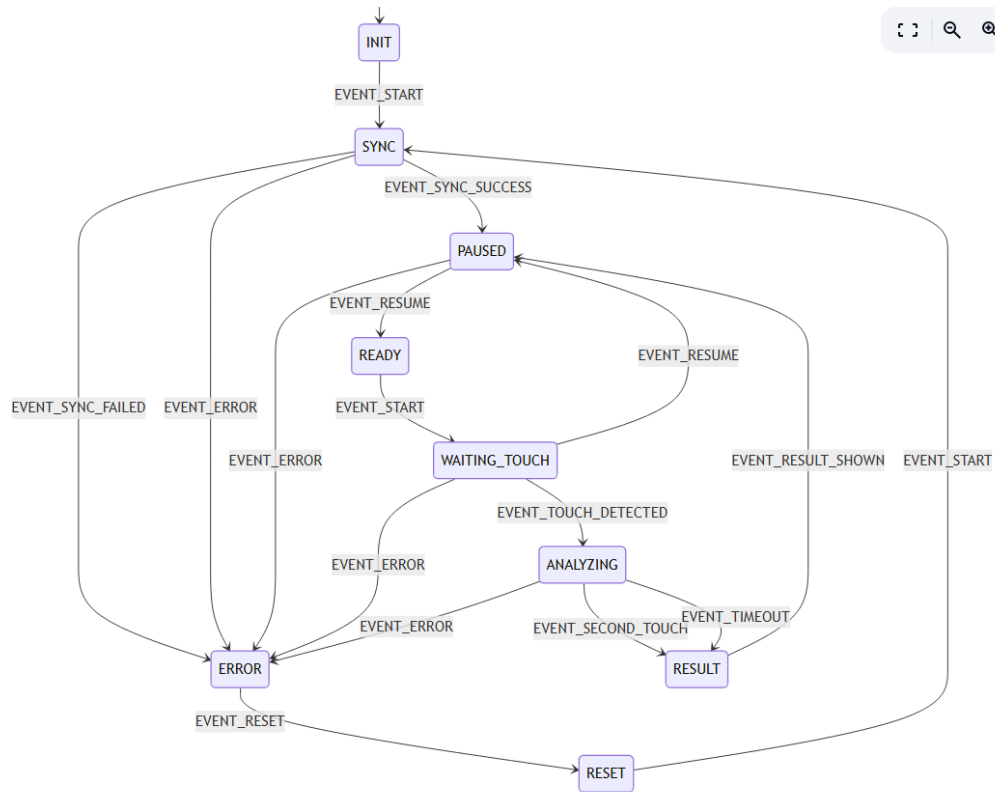 INIT
EVENT_START
SYNC
EVENT_SYNC_SUCCESS
PAUSED
EVENT_RESUME
READY
EVENT_RESUME
EVENT_SYNC_FAILED
EVENT_ERROR
EVENT_START
EVENT_ERROR
WAITING_TOUCH
EVENT_RESULT_SHOWN
EVENT_START
EVENT_TOUCH_DETECTED
EVENT_ERROR
ANALYZING
EVENT_ERROR
EVENT_SECOND_TOUCH
EVENT_TIMEOUT
ERROR
RESULT
EVENT_RESET
RESET